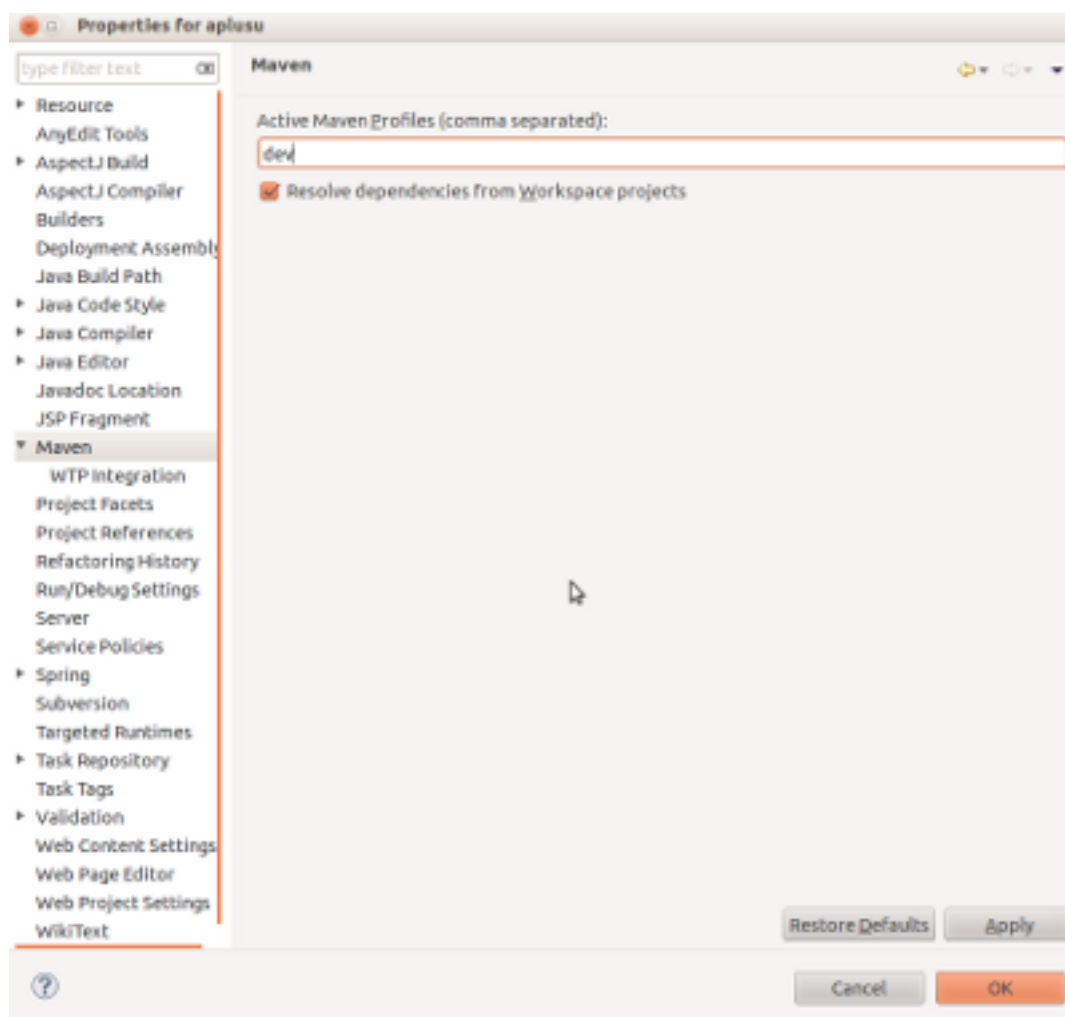 Properties for aplusu
type filter text
Maven
Resource
AnyEdit Tools
AspectJ Build
AspectJ Compiler
Builders
Deployment Assembly
Java Build Path
Java Code Style
Java Compiler
Java Editor
Javadoc Location
JSP Fragment
Maven
WTP Integration
Project Facets
Project References
Refactoring History
Run/Debug Settings
Server
Service Policies
Spring
Subversion
Targeted Runtimes
Task Repository
Task Tags
Validation
Web Content Settings
Web Page Editor
Web Project Settings
WikiText
Active Maven Profiles (comma separated):
dev
Resolve dependencies from Workspace projects
Restore Defaults
Apply
Cancel
OK